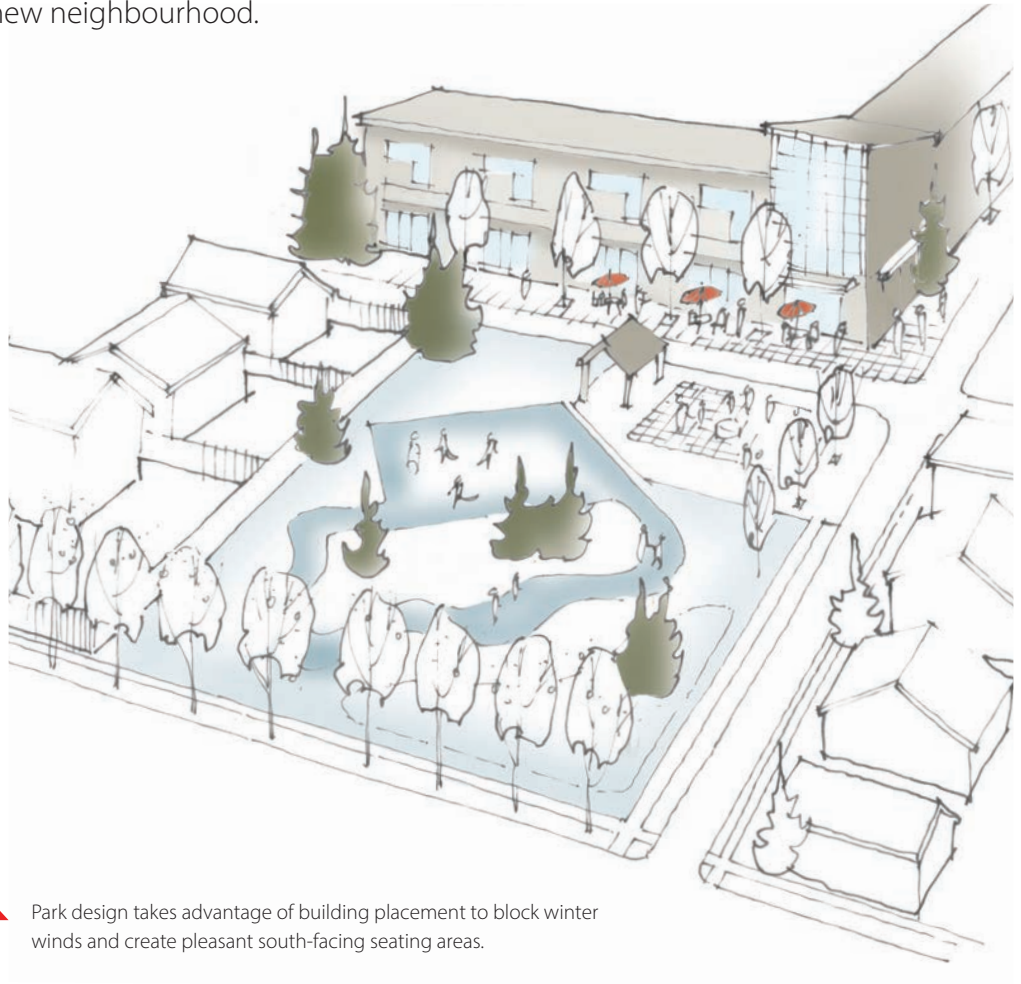 new neighbourhood.
Park design takes advantage of building placement to block winter
winds and create pleasant south-facing seating areas.